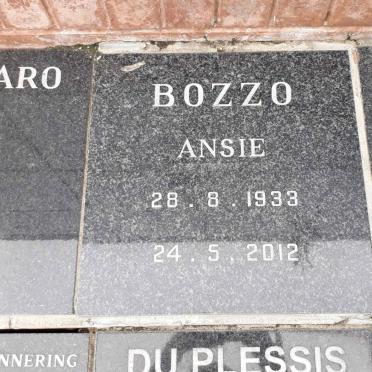 ARO
BOZZO
ANSIE
28 . 8 . 1933
24 . 5 . 2012
NNERING
DU PLESSIS